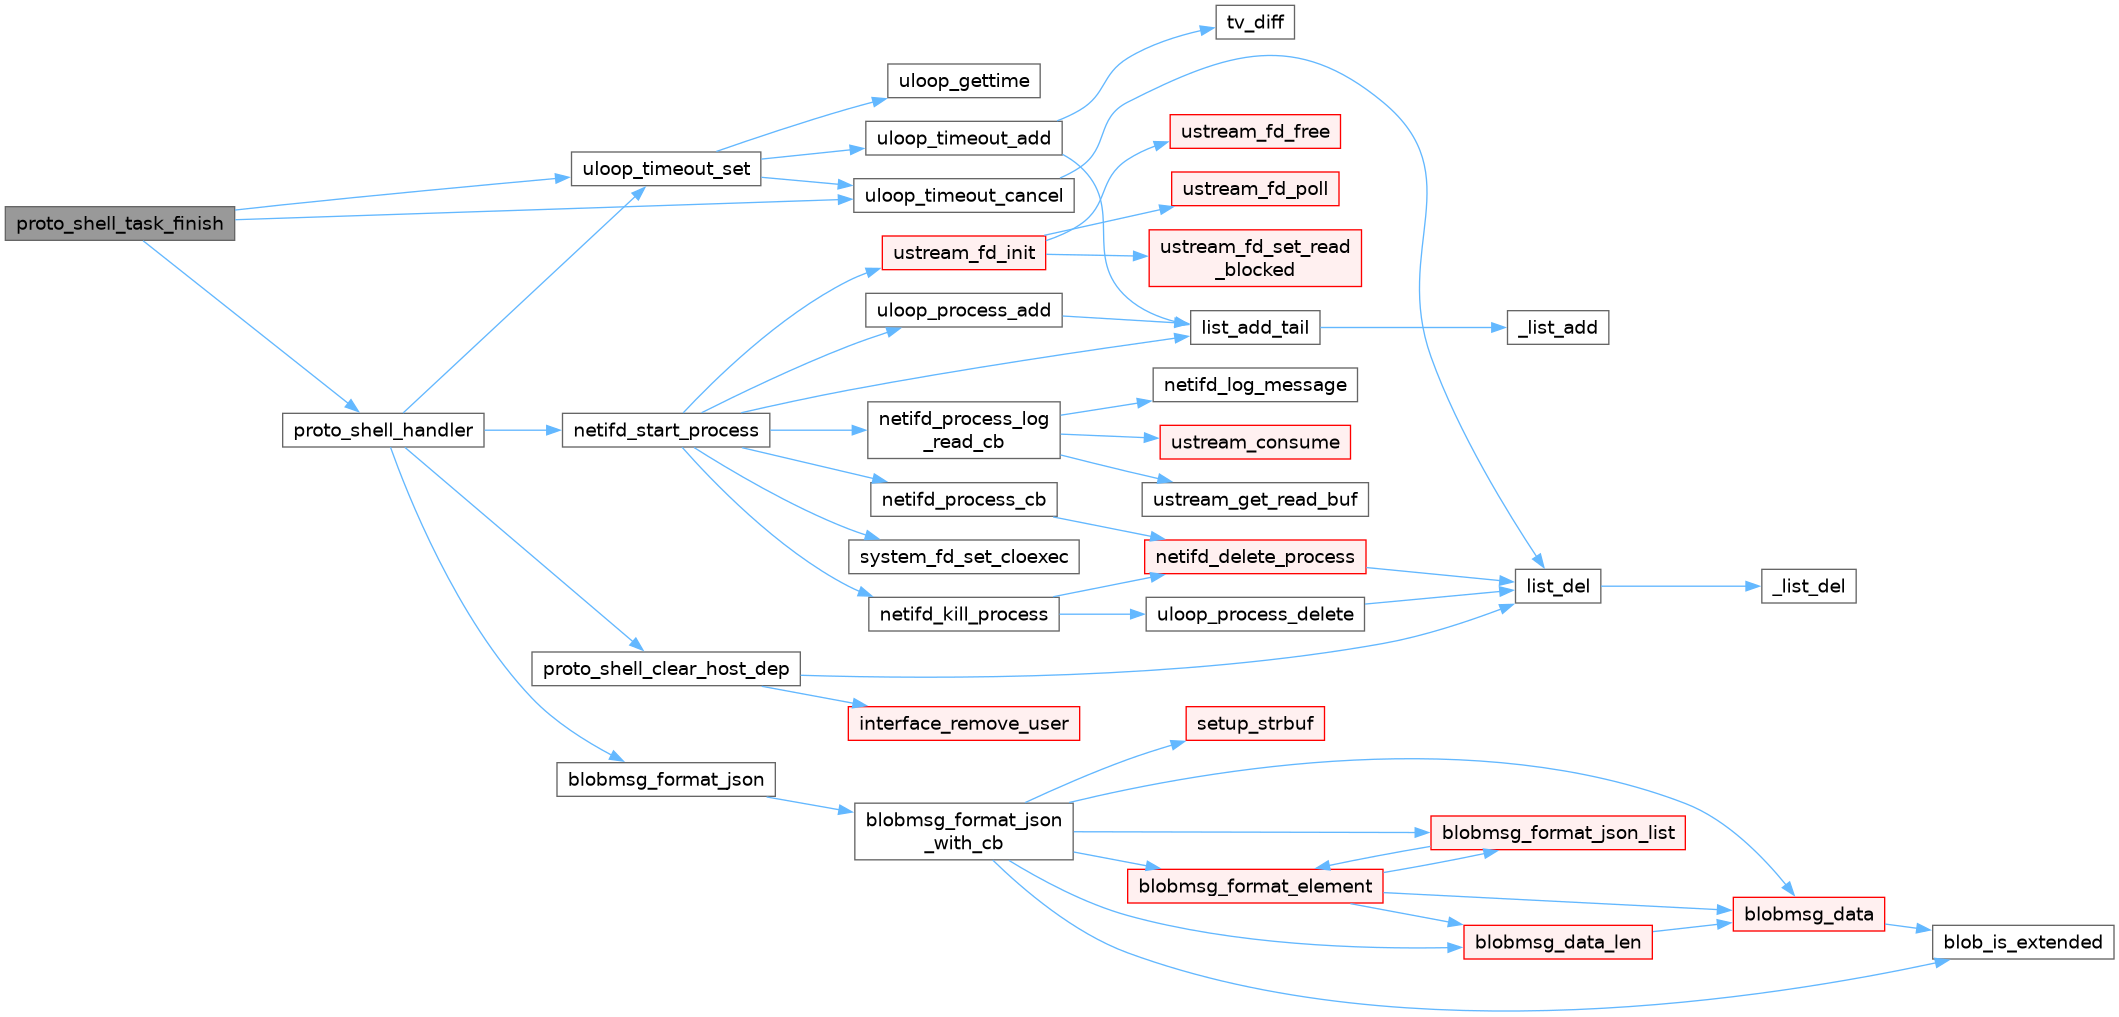 tv_diff
uloop_gettime
uloop_timeout_add
ustream_fd_free
uloop_timeout_set
uloop_timeout_cancel
ustream_fd_poll
proto_shell_task_finish
ustream_fd_init
ustream_fd_set_read
_blocked
uloop_process_add
list_add_tail
_list_add
netifd_log_message
proto_shell_handler
netifd_start_process
netifd_process_log
_read_cb
ustream_consume
netifd_process_cb
ustream_get_read_buf
system_fd_set_cloexec
netifd_delete_process
list_del
_list_del
netifd_kill_process
uloop_process_delete
proto_shell_clear_host_dep
interface_remove_user
setup_strbuf
blobmsg_format_json
blobmsg_format_json
_with_cb
blobmsg_format_json_list
blobmsg_format_element
blobmsg_data
blobmsg_data_len
blob_is_extended